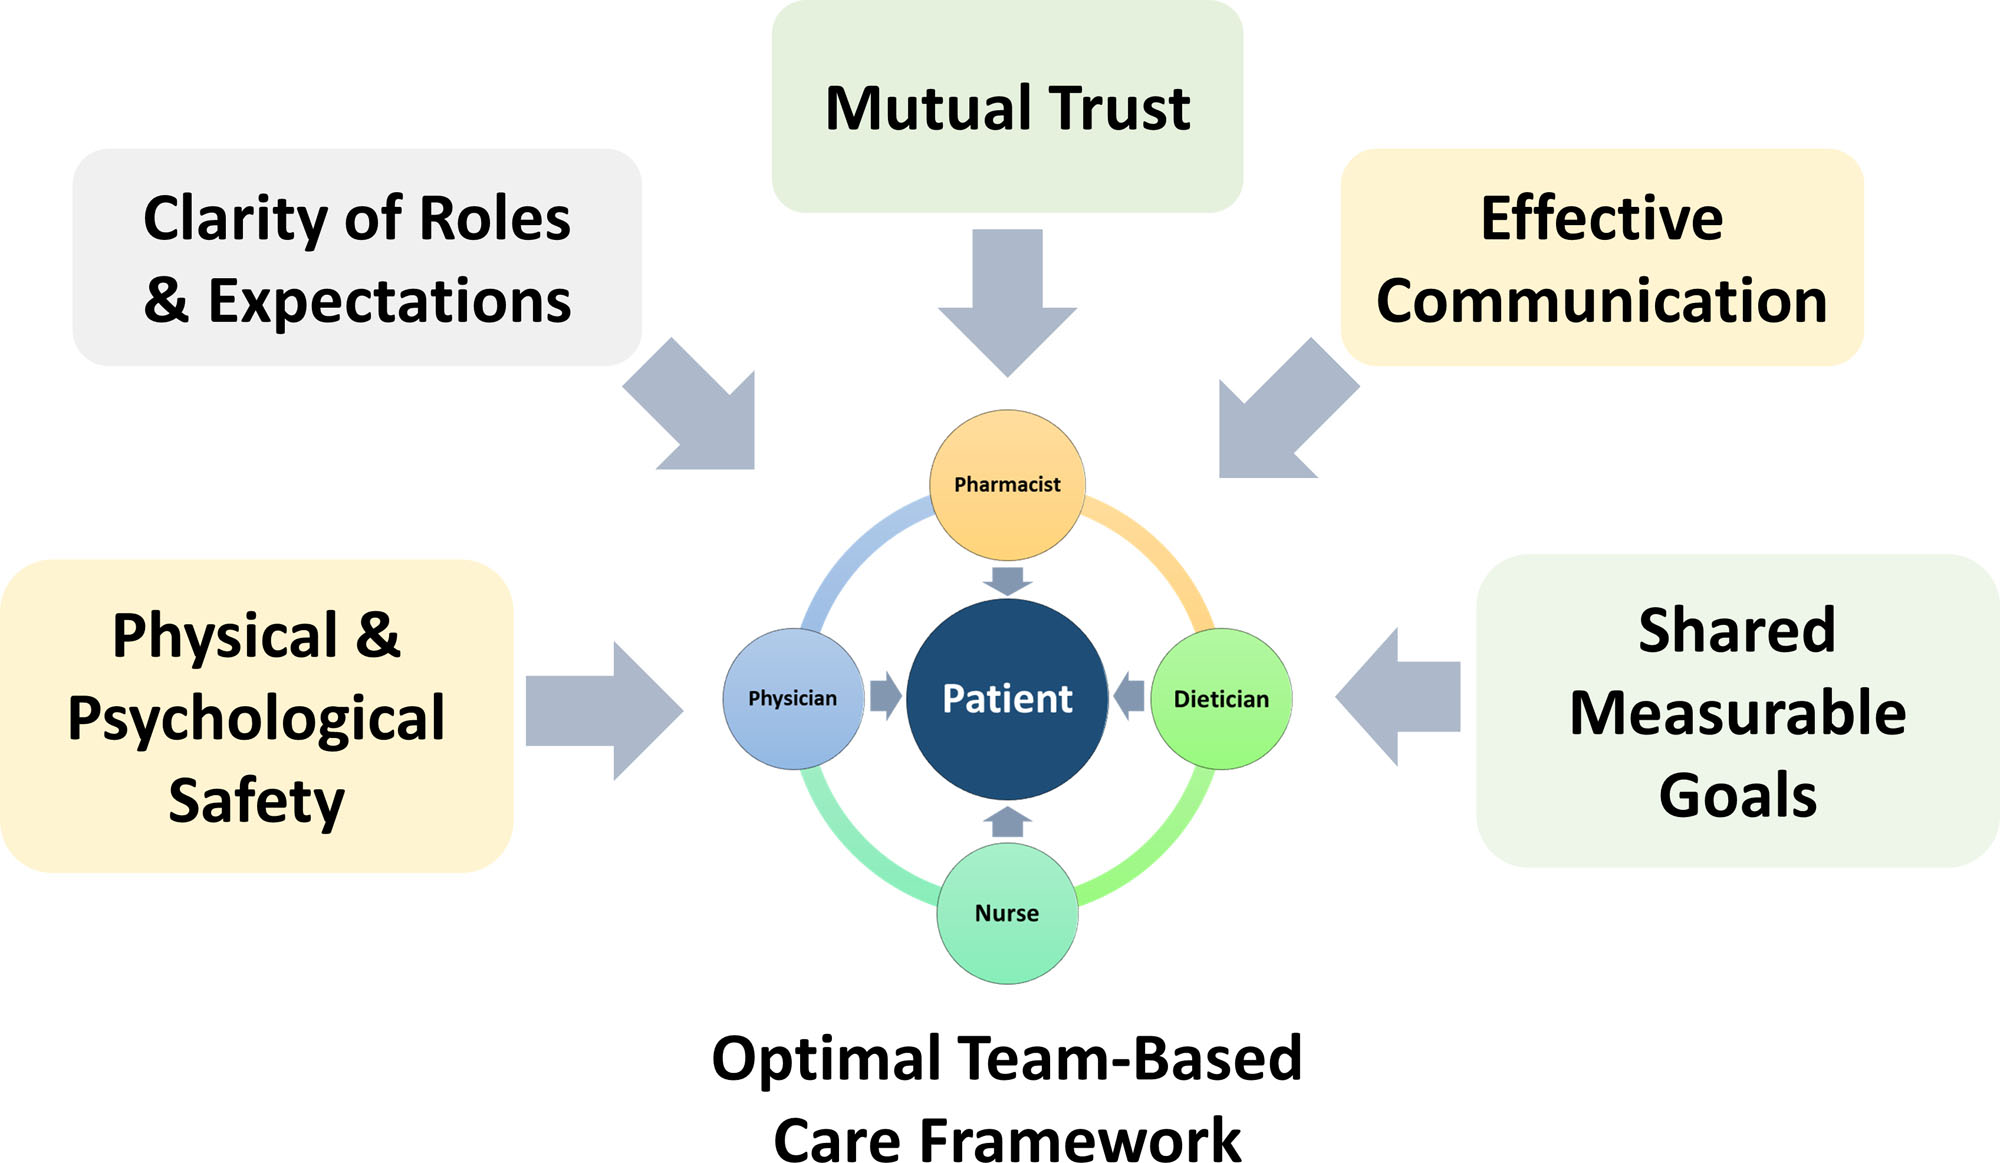 Mutual Trust
Clarity of Roles
& Expectations
Effective
Communication
Pharmacist
Physical &
Psychological
Safety
Physician
Patient
Dietician
Shared
Measurable
Goals
Nurse
Optimal Team-Based
Care Framework